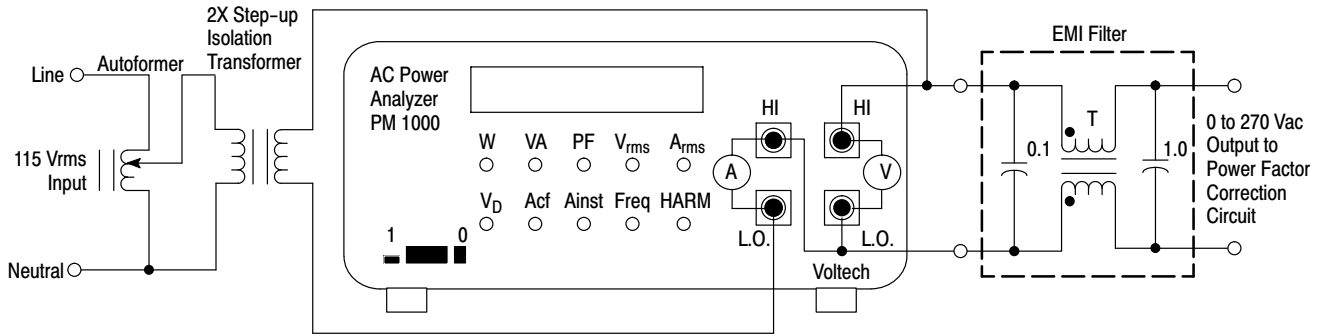 2X Step-up
Isolation
Transformer
Autoformer
Line
115 Vrms
Input
Neutral
AC Power
Analyzer
PM 1000
W VA PF Vrms Arms
VD Acf Ainst Freq HARM
1 0
HI HI
A V
L.O. L.O.
Voltech
EMI Filter
0.1
T
1.0
0 to 270 Vac
Output to
Power Factor
Correction
Circuit